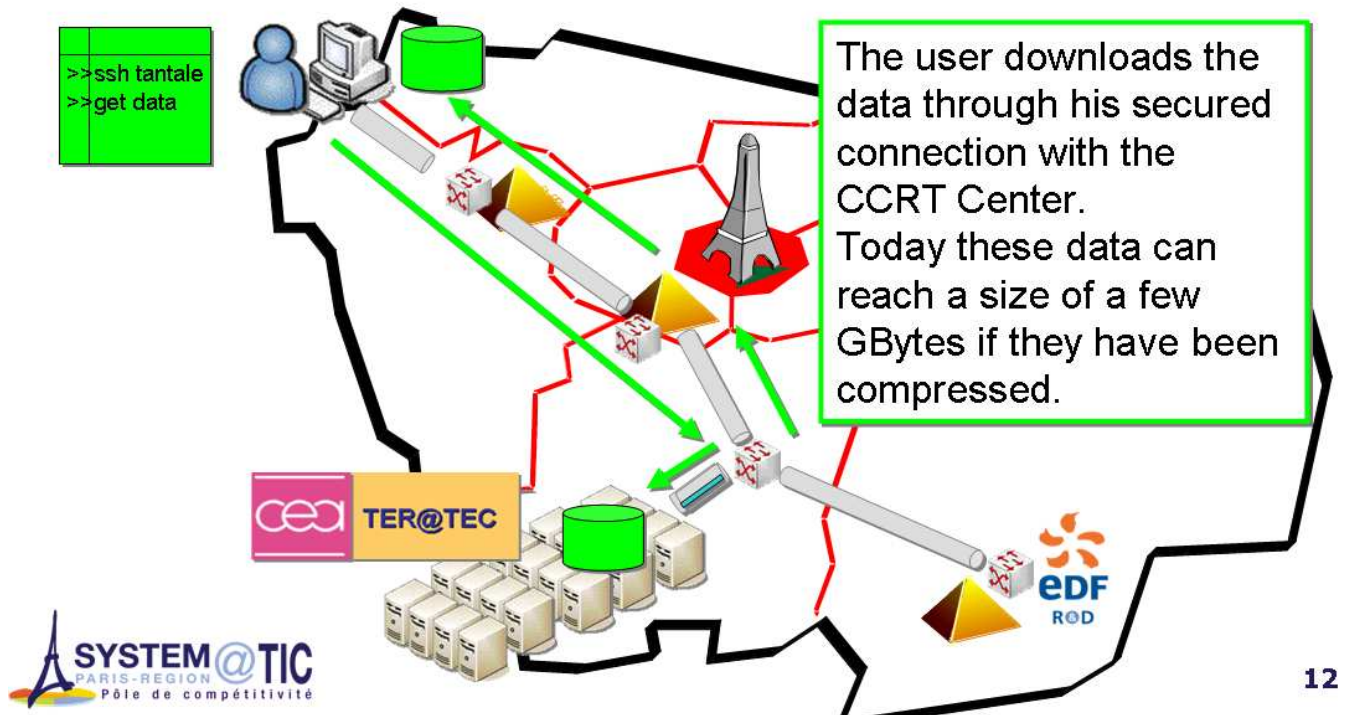 >>ssh tantale
>>get data
The user downloads the
data through his secured
connection with the
CCRT Center.
Today these data can
reach a size of a few
GBytes if they have been
compressed.
cea
TER@TEC
eDF
R&D
SYSTEM@TIC
PARIS-REGION
Pôle de compétitivité
12